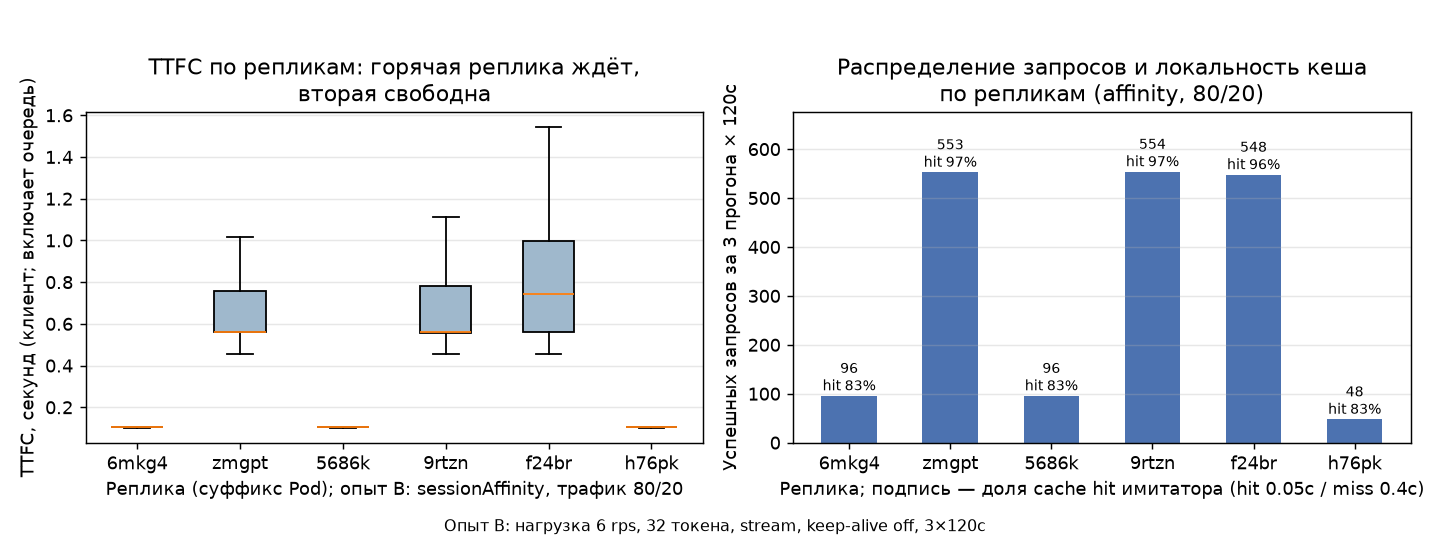 TTFC по репликам: горячая реплика ждёт,
вторая свободна
TTFC, секунд (клиент; включает очередь)
1.6
1.4
1.2
1.0
0.8
0.6
0.4
0.2
6mkg4 zmgpt 5686k 9rtzn f24br h76pk
Реплика (суффикс Pod); опыт B: sessionAffinity, трафик 80/20
Распределение запросов и локальность кеша
по репликам (affinity, 80/20)
Успешных запросов за 3 прогона × 120с
600
500
400
300
200
100
0
96
hit 83%
553
hit 97%
96
hit 83%
554
hit 97%
548
hit 96%
48
hit 83%
6mkg4 zmgpt 5686k 9rtzn f24br h76pk
Реплика; подпись — доля cache hit имитатора (hit 0.05с / miss 0.4с)
Опыт B: нагрузка 6 rps, 32 токена, stream, keep-alive off, 3×120с